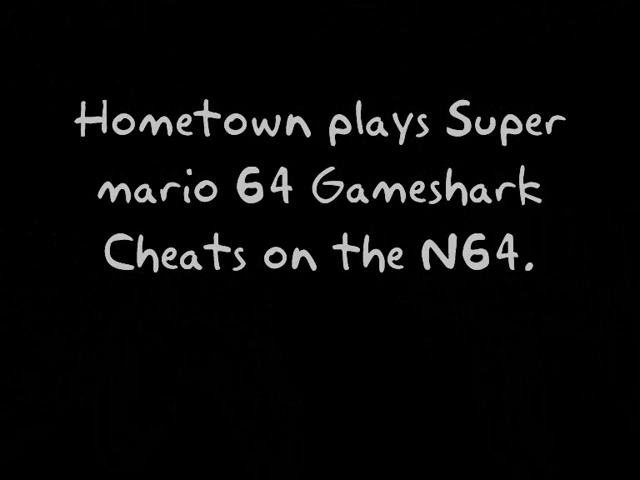 Hometown plays Super
mario 64 Gameshark
Cheats on the N64.